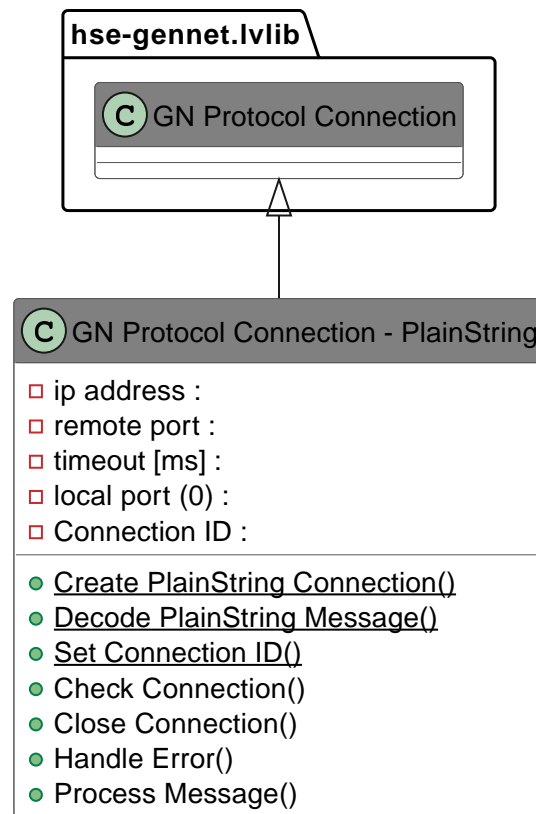 hse-gennet.lvlib
C GN Protocol Connection
C GN Protocol Connection - PlainString
ip address :
remote port :
timeout [ms] :
local port (0) :
Connection ID :
Create PlainString Connection()
Decode PlainString Message()
Set Connection ID()
Check Connection()
Close Connection()
Handle Error()
Process Message()